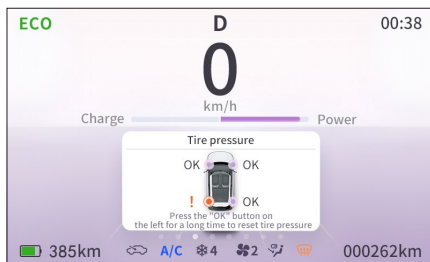 ECO D 00:38
0
km/h
Charge Power
Tire pressure
OK OK
! OK
Press the "OK" button on
the left for a long time to reset tire pressure
385km A/C 4 2 000262km